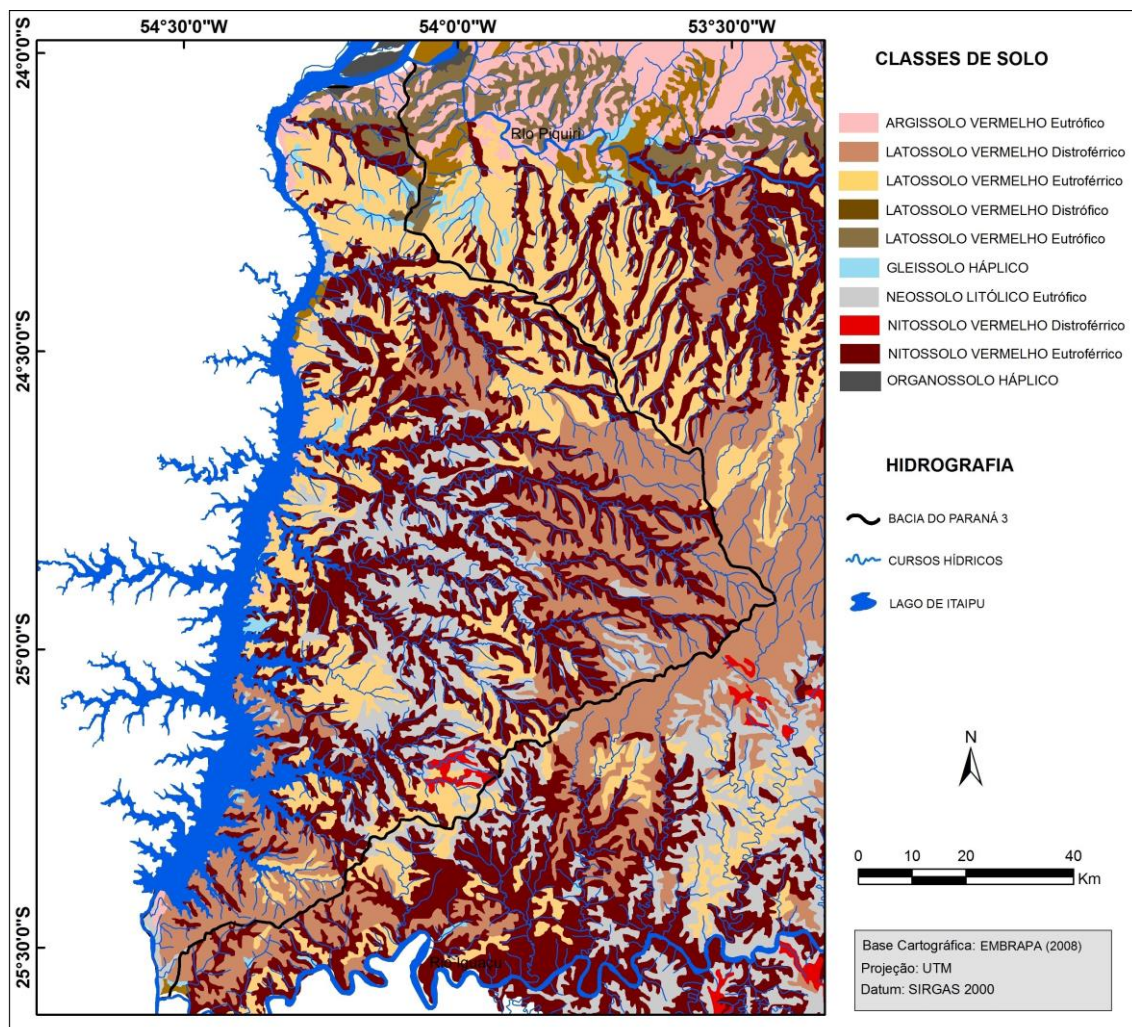 54°30'0"W
54°0'0"W
53°30'0"W
24°0'0"S
24°30'0"S
25°0'0"S
25°30'0"S
Rio Piquiri
CLASSES DE SOLO
ARGISSOLO VERMELHO Eutrófico
LATOSSOLO VERMELHO Distroférrico
LATOSSOLO VERMELHO Eutroférrico
LATOSSOLO VERMELHO Distrófico
LATOSSOLO VERMELHO Eutrófico
GLEISSOLO HÁPLICO
NEOSSOLO LITÓLICO Eutrófico
NITOSSOLO VERMELHO Distroférrico
NITOSSOLO VERMELHO Eutroférrico
ORGANOSSOLO HÁPLICO
HIDROGRAFIA
BACIA DO PARANÁ 3
CURSOS HÍDRICOS
LAGO DE ITAIPU
N
0 10 20 40
Km
Base Cartográfica: EMBRAPA (2008)
Projeção: UTM
Datum: SIRGAS 2000